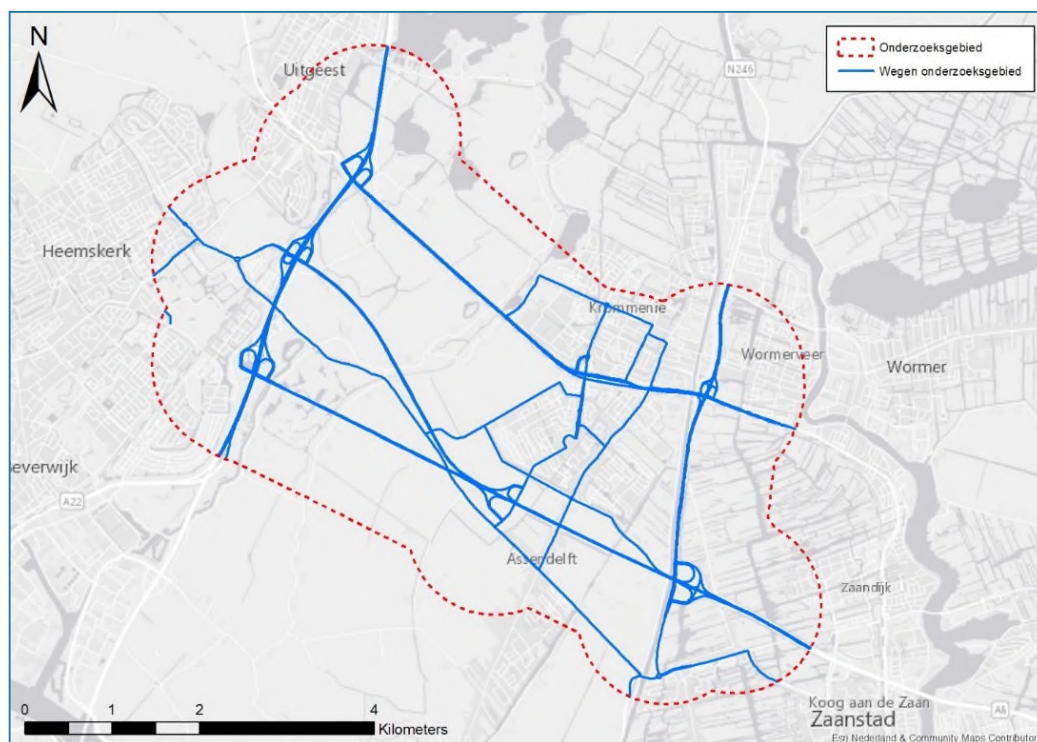 N
Uitgeest
N246
Onderzoeksgebied
Wegen onderzoeksgebied
Heemskerk
Krommenie
Wormerveer
Wormer
Beverwijk
A22
Assendelft
Zaandijk
Koog aan de Zaan
Zaanstad
A8
0 1 2 4
Kilometers
Esri Nederland & Community Maps Contributor